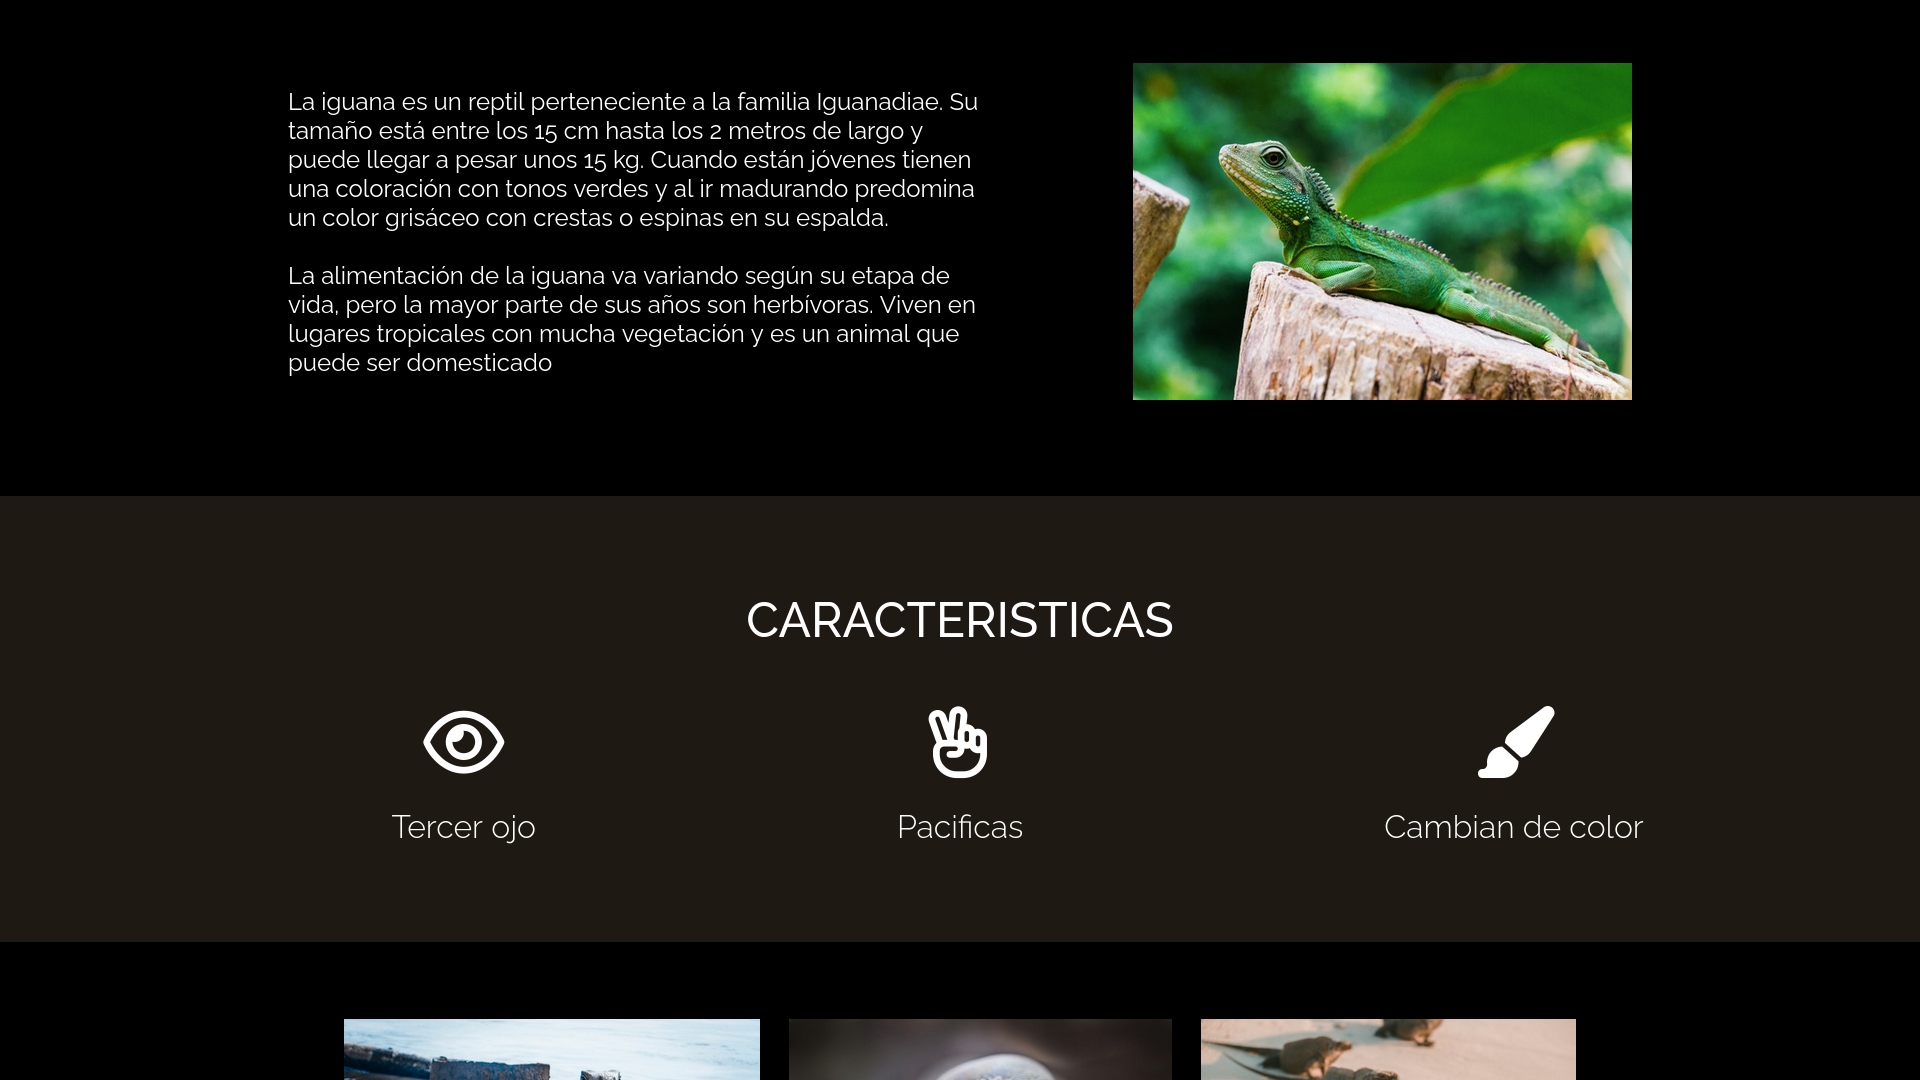 La iguana es un reptil perteneciente a la familia Iguanadiae. Su
tamaño está entre los 15 cm hasta los 2 metros de largo y
puede llegar a pesar unos 15 kg. Cuando están jóvenes tienen
una coloración con tonos verdes y al ir madurando predomina
un color grisáceo con crestas o espinas en su espalda.
La alimentación de la iguana va variando según su etapa de
vida, pero la mayor parte de sus años son herbívoras. Viven en
lugares tropicales con mucha vegetación y es un animal que
puede ser domesticado
CARACTERISTICAS
Tercer ojo
Pacificas
Cambian de color